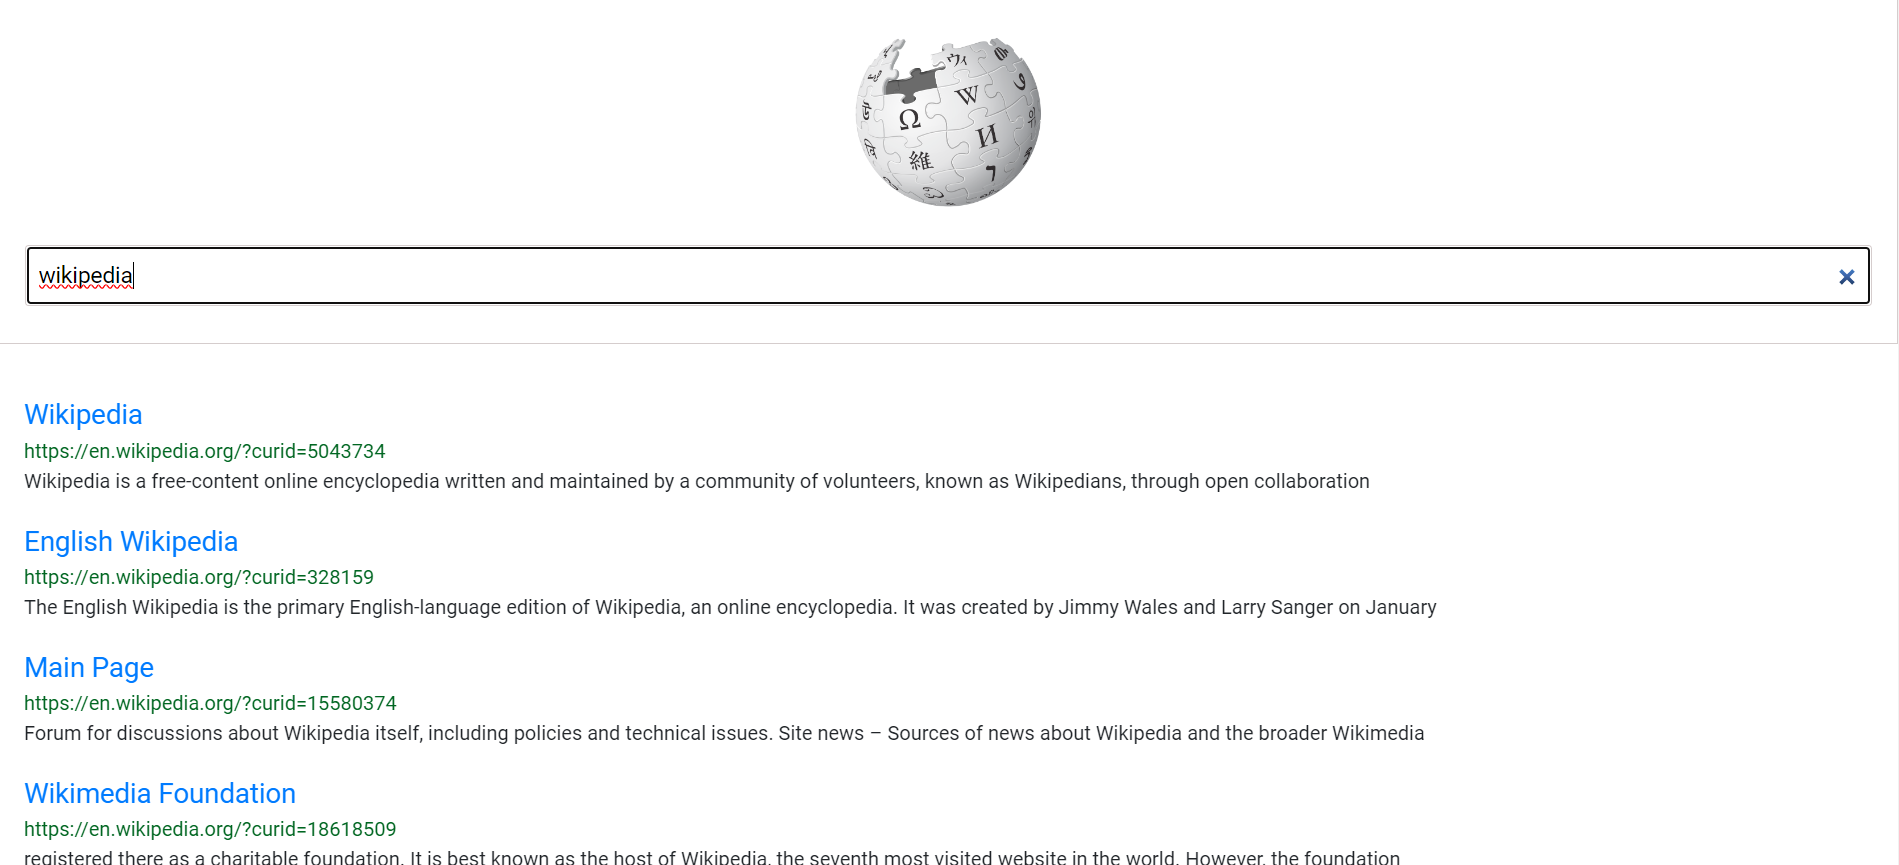 Ω W И 維 ウィ
wikipedia
Wikipedia
https://en.wikipedia.org/?curid=5043734
Wikipedia is a free-content online encyclopedia written and maintained by a community of volunteers, known as Wikipedians, through open collaboration
English Wikipedia
https://en.wikipedia.org/?curid=328159
The English Wikipedia is the primary English-language edition of Wikipedia, an online encyclopedia. It was created by Jimmy Wales and Larry Sanger on January
Main Page
https://en.wikipedia.org/?curid=15580374
Forum for discussions about Wikipedia itself, including policies and technical issues. Site news – Sources of news about Wikipedia and the broader Wikimedia
Wikimedia Foundation
https://en.wikipedia.org/?curid=18618509
registered there as a charitable foundation. It is best known as the host of Wikipedia, the seventh most visited website in the world. However, the foundation